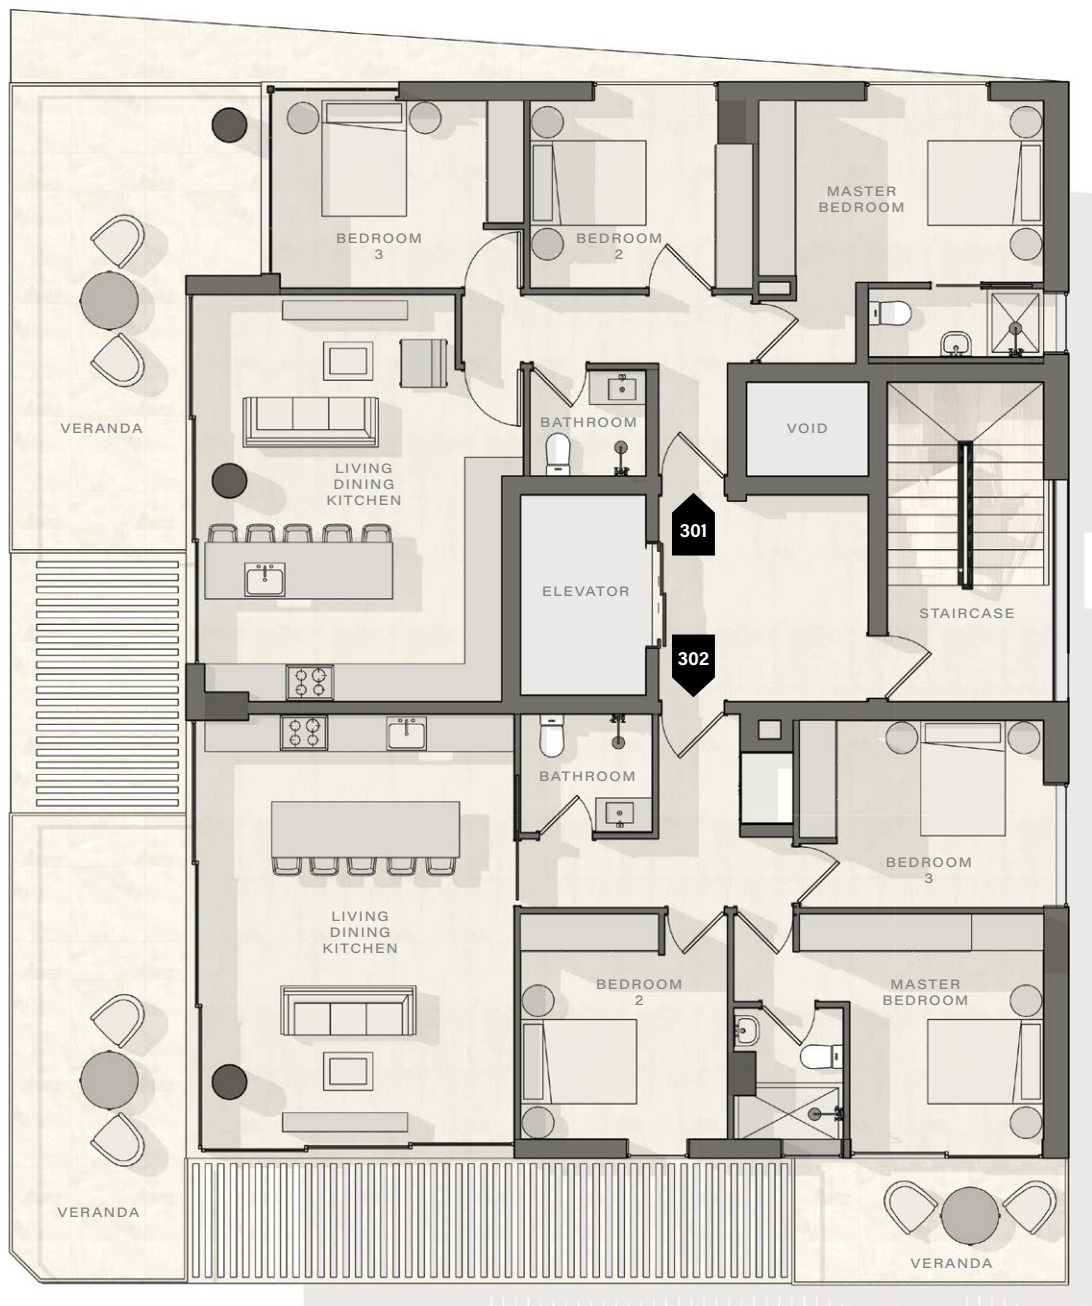 MASTER
BEDROOM
BEDROOM
3
BEDROOM
2
VERANDA
BATHROOM
VOID
LIVING
DINING
KITCHEN
301
ELEVATOR
STAIRCASE
302
BATHROOM
BEDROOM
3
LIVING
DINING
KITCHEN
BEDROOM
2
MASTER
BEDROOM
VERANDA
VERANDA